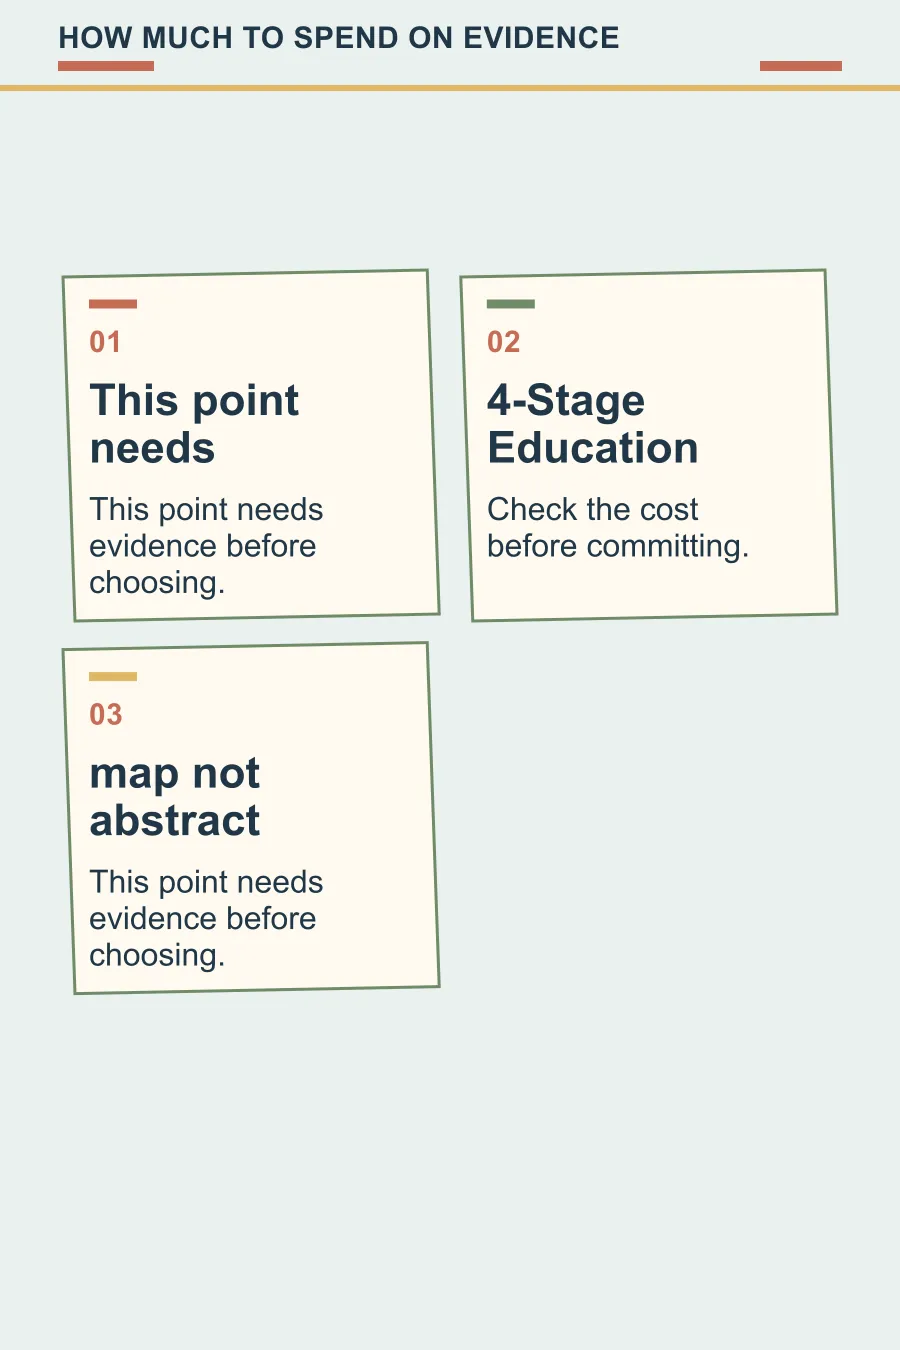 HOW MUCH TO SPEND ON EVIDENCE
01
This point
needs
This point needs
evidence before
choosing.
02
4-Stage
Education
Check the cost
before committing.
03
map not
abstract
This point needs
evidence before
choosing.